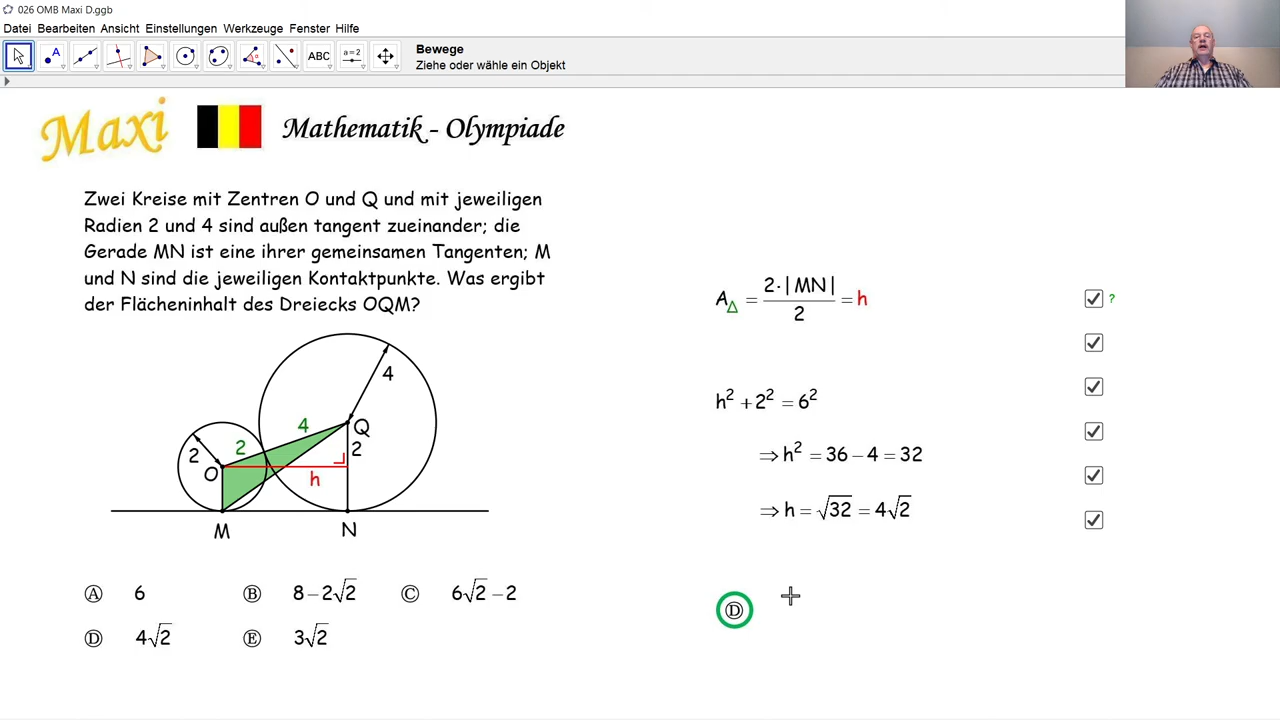 026 OMB Maxi D.ggb
Datei Bearbeiten Ansicht Einstellungen Werkzeuge Fenster Hilfe
A
ABC
a=2
Bewege
Ziehe oder wähle ein Objekt
Maxi
Mathematik - Olympiade
Zwei Kreise mit Zentren O und Q und mit jeweiligen
Radien 2 und 4 sind außen tangent zueinander; die
Gerade MN ist eine ihrer gemeinsamen Tangenten; M
und N sind die jeweiligen Kontaktpunkte. Was ergibt
der Flächeninhalt des Dreiecks OQM?
4
4 Q
2 2 2
O h
M N
Ⓐ 6 Ⓑ 8 – 2√2 Ⓒ 6√2 – 2
Ⓓ 4√2 Ⓔ 3√2
A△ = 2·|MN| / 2 = h
?
h² + 2² = 6²
⇒ h² = 36 – 4 = 32
⇒ h = √32 = 4√2
Ⓓ